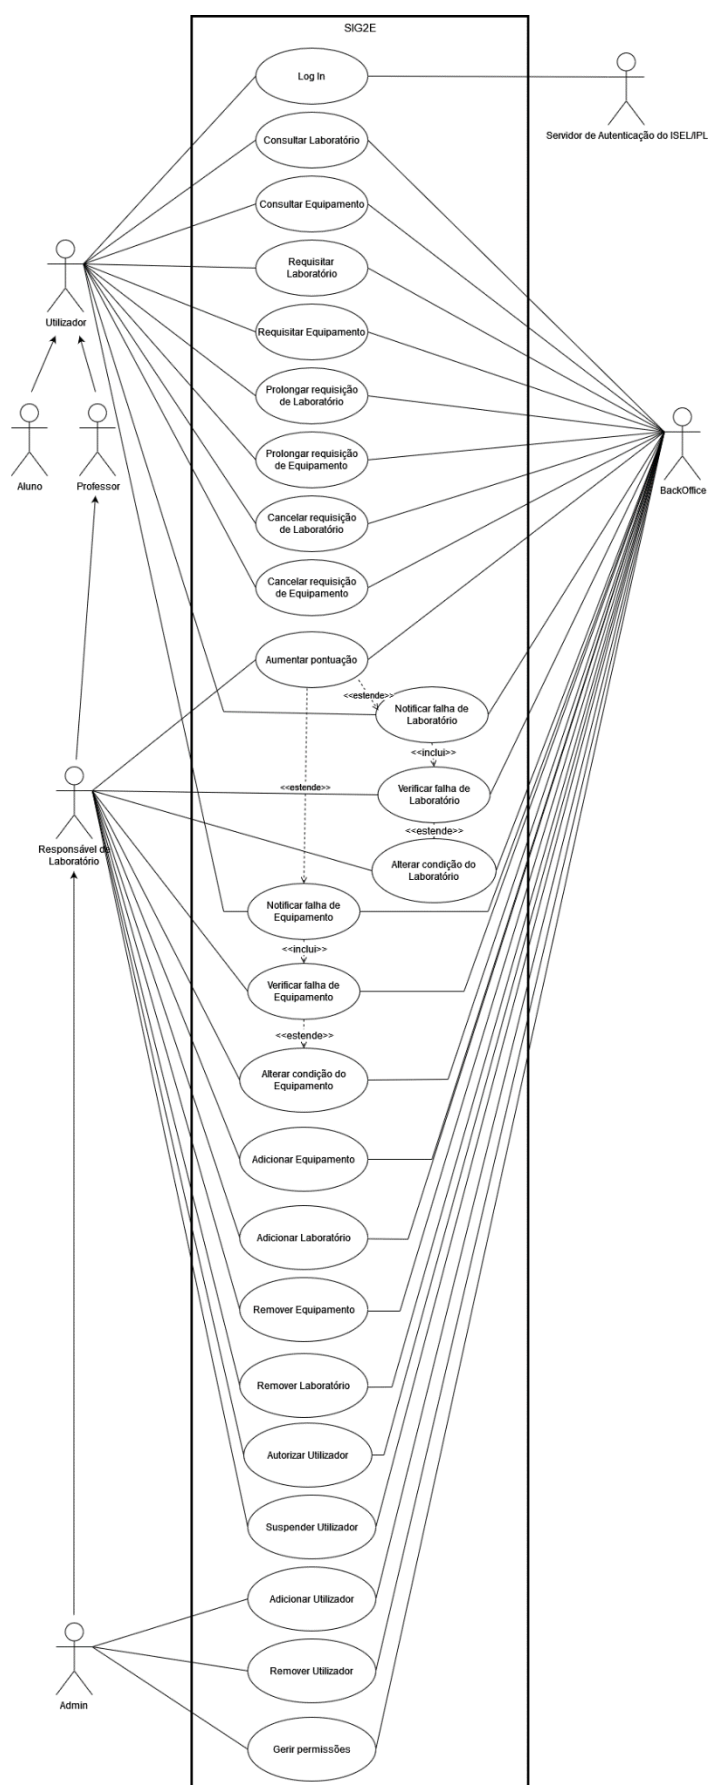 SIG2E
Log In
Servidor de Autenticação do ISEL/IPL
Consultar Laboratório
Consultar Equipamento
Requisitar
Laboratório
Utilizador
Requisitar Equipamento
Prolongar requisição
de Laboratório
Prolongar requisição
de Equipamento
Aluno
Professor
BackOffice
Cancelar requisição
de Laboratório
Cancelar requisição
de Equipamento
Aumentar pontuação
<<estende>>
Notificar falha de
Laboratório
<<inclui>>
<<estende>>
Verificar falha de
Laboratório
<<estende>>
Responsável de
Laboratório
Alterar condição do
Laboratório
Notificar falha de
Equipamento
<<inclui>>
Verificar falha de
Equipamento
<<estende>>
Alterar condição do
Equipamento
Adicionar Equipamento
Adicionar Laboratório
Remover Equipamento
Remover Laboratório
Autorizar Utilizador
Suspender Utilizador
Adicionar Utilizador
Remover Utilizador
Admin
Gerir permissões